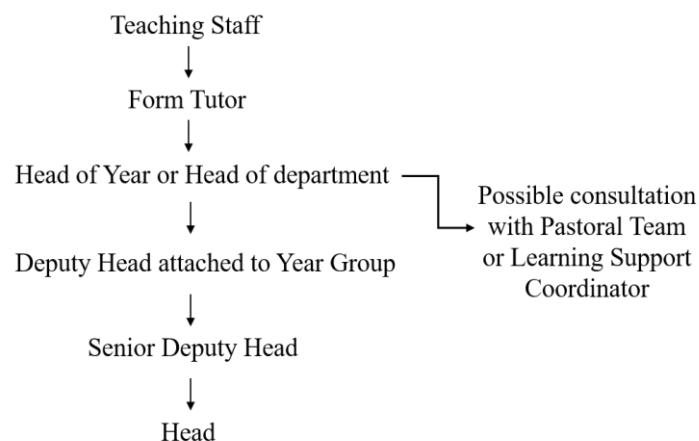 Teaching Staff
Form Tutor
Head of Year or Head of department
Possible consultation
with Pastoral Team
or Learning Support
Coordinator
Deputy Head attached to Year Group
Senior Deputy Head
Head